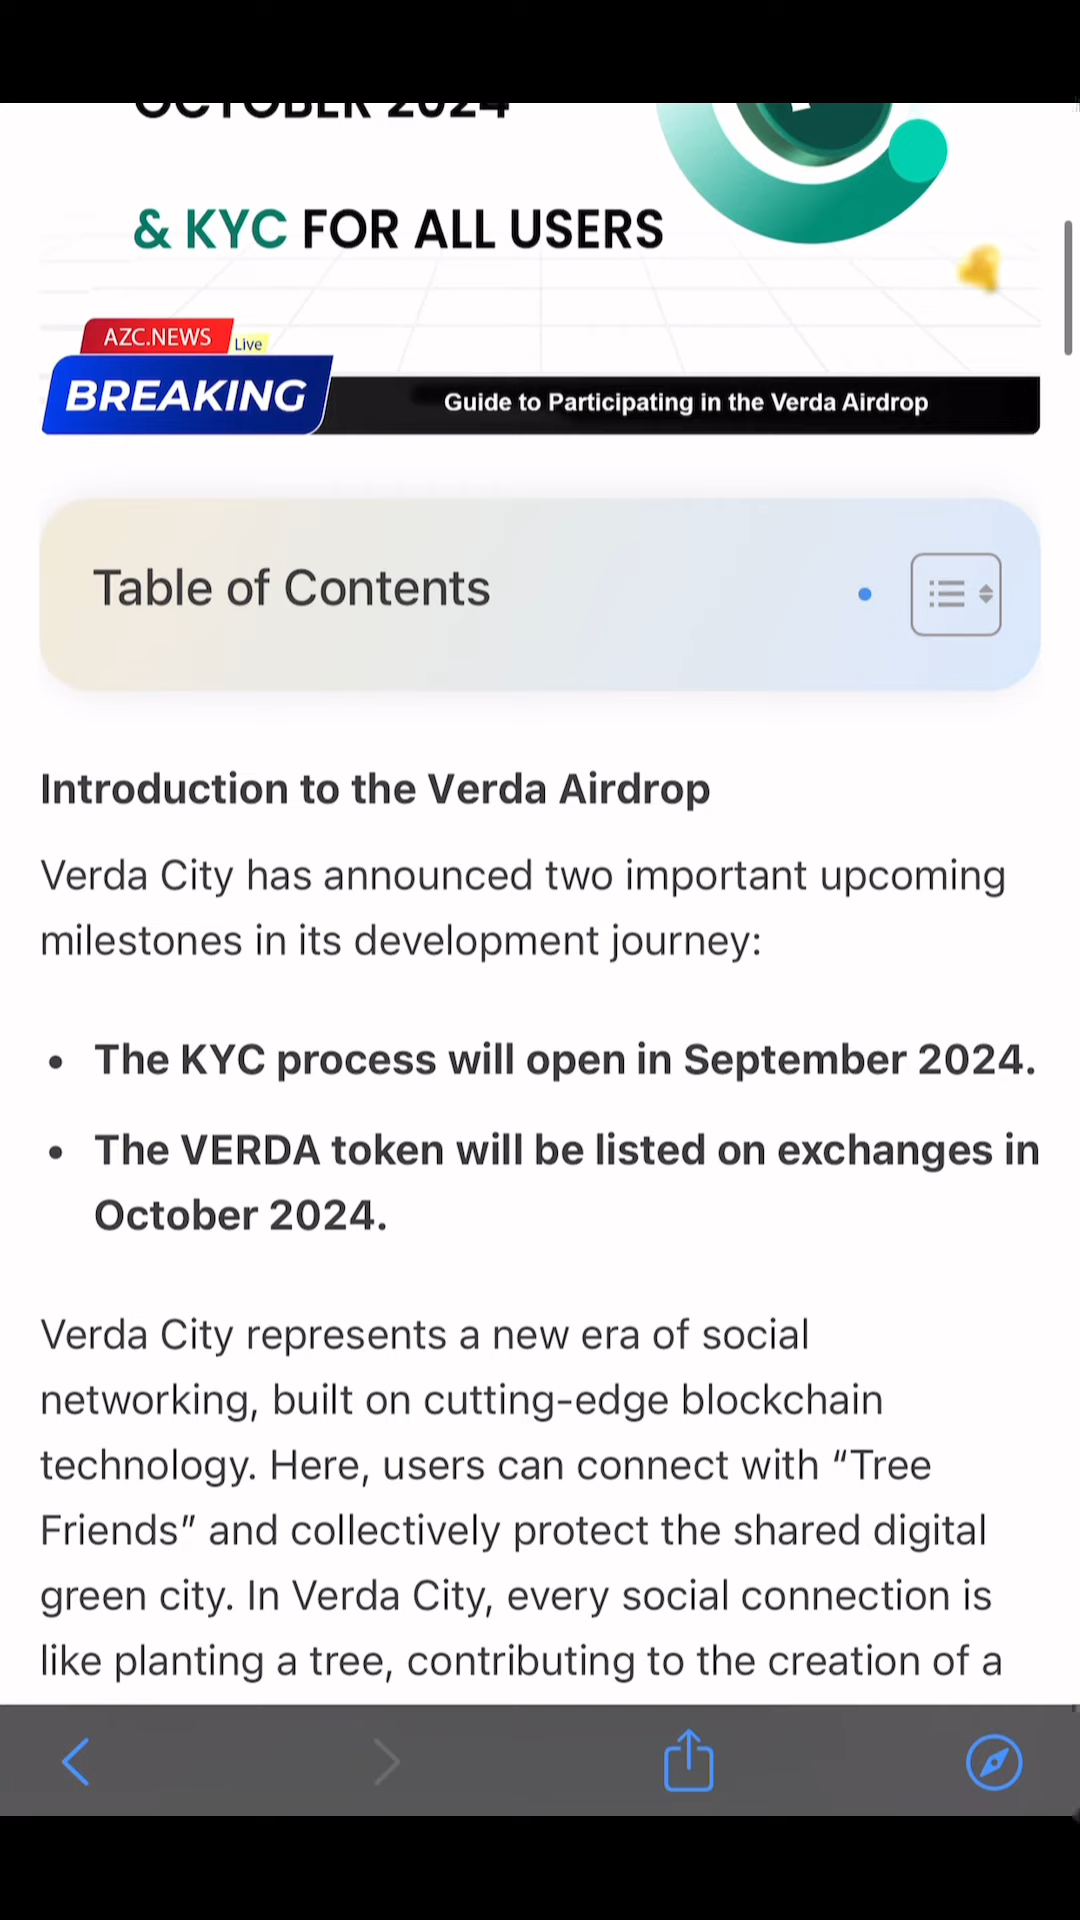 OCTOBER 2024
& KYC FOR ALL USERS
AZC.NEWS
Live
BREAKING
Guide to Participating in the Verda Airdrop
Table of Contents
Introduction to the Verda Airdrop
Verda City has announced two important upcoming
milestones in its development journey:
• The KYC process will open in September 2024.
• The VERDA token will be listed on exchanges in
October 2024.
Verda City represents a new era of social
networking, built on cutting-edge blockchain
technology. Here, users can connect with “Tree
Friends” and collectively protect the shared digital
green city. In Verda City, every social connection is
like planting a tree, contributing to the creation of a